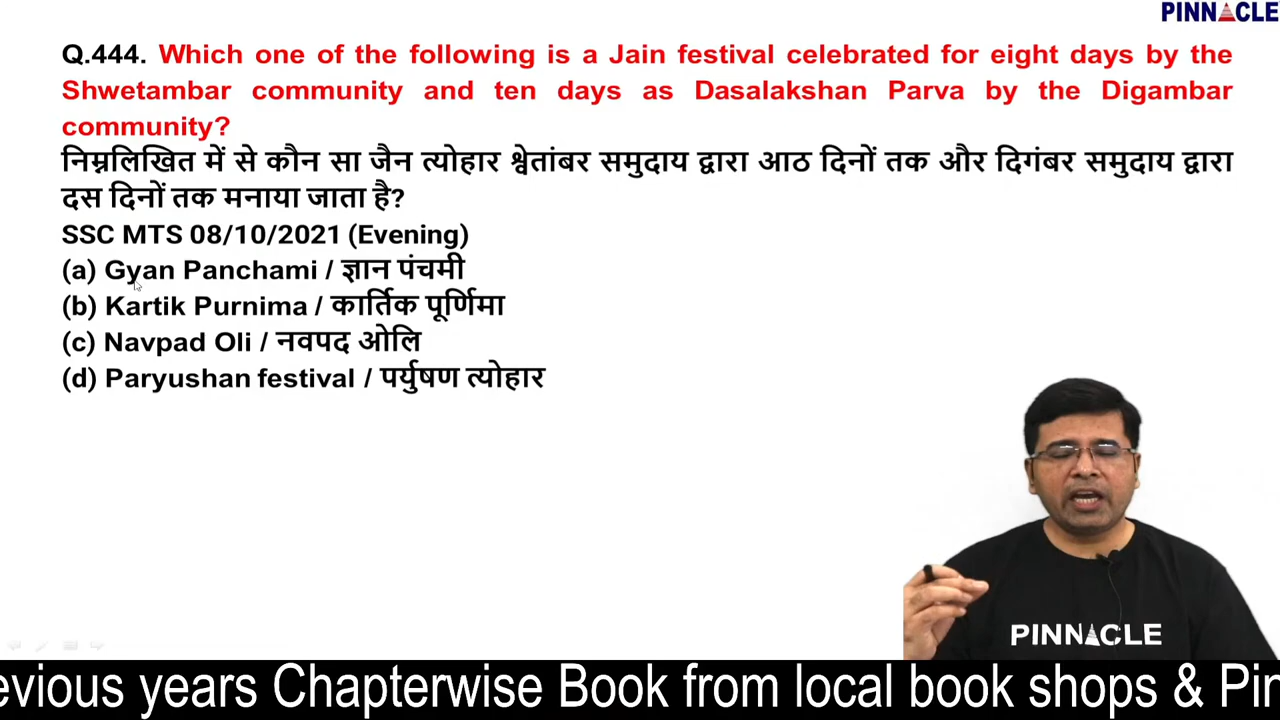 PINNACLE
Q.444. Which one of the following is a Jain festival celebrated for eight days by the
Shwetambar community and ten days as Dasalakshan Parva by the Digambar
community?
निम्नलिखित में से कौन सा जैन त्योहार श्वेतांबर समुदाय द्वारा आठ दिनों तक और दिगंबर समुदाय द्वारा
दस दिनों तक मनाया जाता है?
SSC MTS 08/10/2021 (Evening)
(a) Gyan Panchami / ज्ञान पंचमी
(b) Kartik Purnima / कार्तिक पूर्णिमा
(c) Navpad Oli / नवपद ओलि
(d) Paryushan festival / पर्युषण त्योहार
PINNACLE
evious years Chapterwise Book from local book shops & Pin